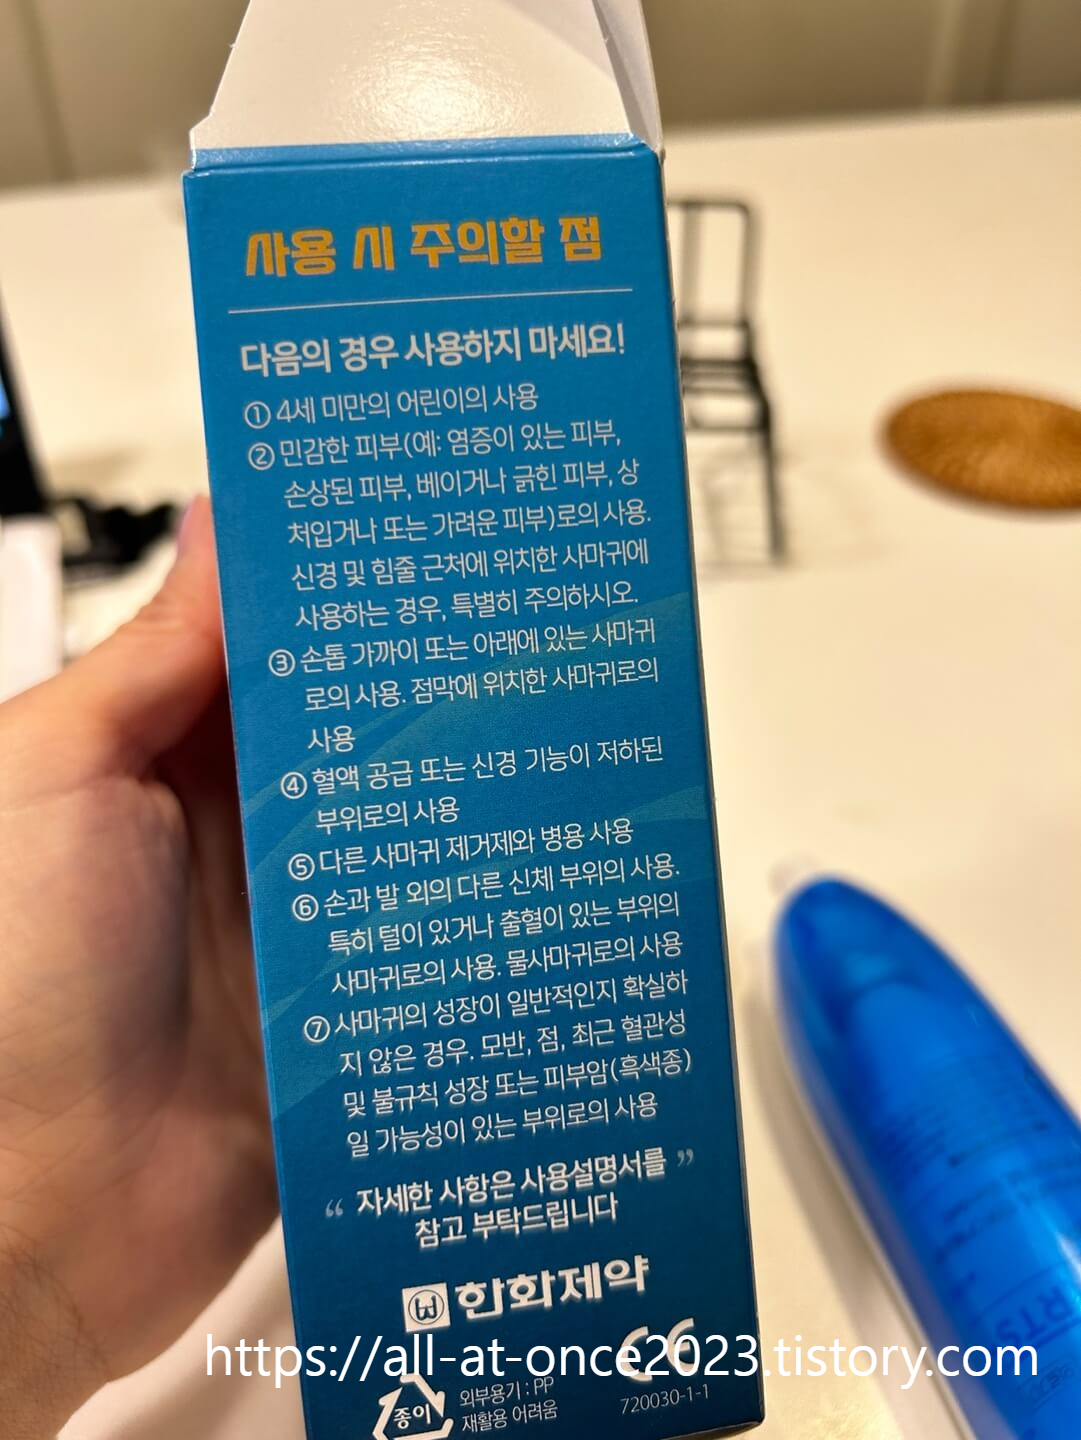 사용 시 주의할 점
다음의 경우 사용하지 마세요!
① 4세 미만의 어린이의 사용
② 민감한 피부(예: 염증이 있는 피부,
손상된 피부, 베이거나 긁힌 피부, 상
처입거나 또는 가려운 피부)로의 사용.
신경 및 힘줄 근처에 위치한 사마귀에
사용하는 경우, 특별히 주의하시오.
③ 손톱 가까이 또는 아래에 있는 사마귀
로의 사용. 점막에 위치한 사마귀로의
사용
④ 혈액 공급 또는 신경 기능이 저하된
부위로의 사용
⑤ 다른 사마귀 제거제와 병용 사용
⑥ 손과 발 외의 다른 신체 부위의 사용.
특히 털이 있거나 출혈이 있는 부위의
사마귀로의 사용. 물사마귀로의 사용
⑦ 사마귀의 성장이 일반적인지 확실하
지 않은 경우. 모반, 점, 최근 혈관성
및 불규칙 성장 또는 피부암(흑색종)
일 가능성이 있는 부위로의 사용
“ 자세한 사항은 사용설명서를 ”
참고 부탁드립니다
한화제약
CE
https://all-at-once2023.tistory.com
종이
외부용기 : PP
재활용 어려움
720030-1-1
RTS